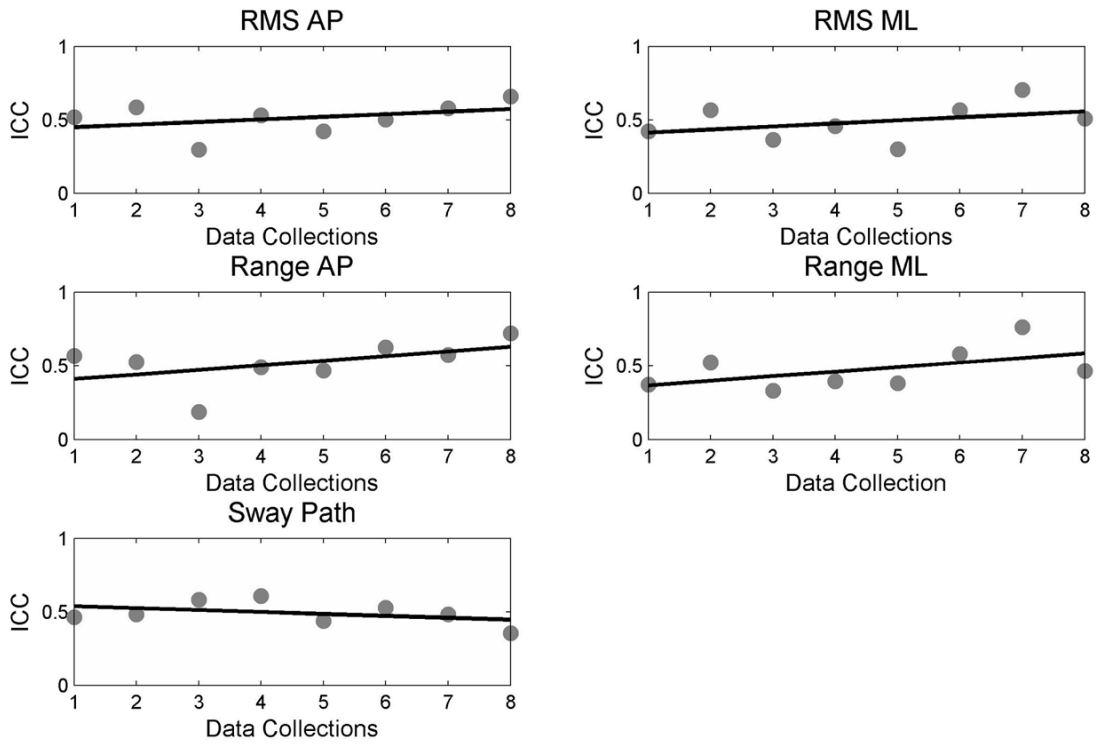 RMS AP
1
0.5
0
ICC
1 2 3 4 5 6 7 8
Data Collections
RMS ML
1
0.5
0
ICC
1 2 3 4 5 6 7 8
Data Collections
Range AP
1
0.5
0
ICC
1 2 3 4 5 6 7 8
Data Collections
Range ML
1
0.5
0
ICC
1 2 3 4 5 6 7 8
Data Collection
Sway Path
1
0.5
0
ICC
1 2 3 4 5 6 7 8
Data Collections